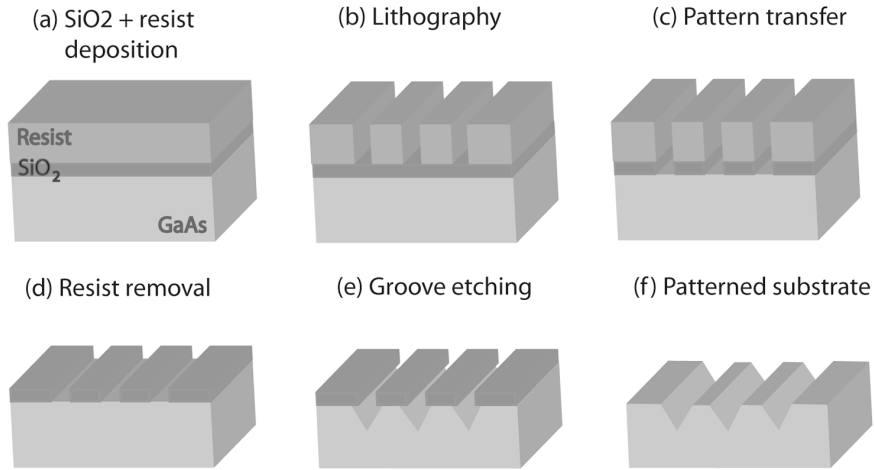 (a) SiO2 + resist
deposition
(b) Lithography
(c) Pattern transfer
Resist
SiO₂
GaAs
(d) Resist removal
(e) Groove etching
(f) Patterned substrate